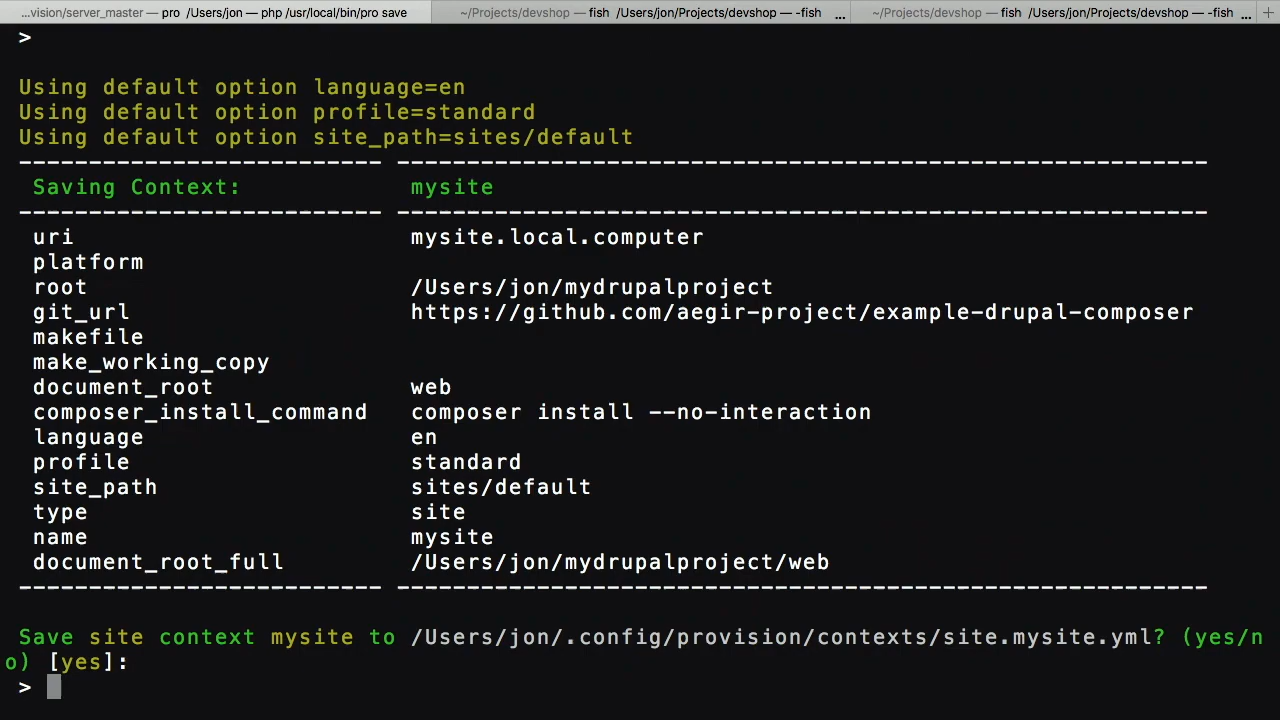 ...vision/server_master — pro /Users/jon — php /usr/local/bin/pro save ~/Projects/devshop — fish /Users/jon/Projects/devshop — -fish ... ~/Projects/devshop — fish /Users/jon/Projects/devshop — -fish ... +
>
Using default option language=en
Using default option profile=standard
Using default option site_path=sites/default
-------------------------- ----------------------------------------------------------
Saving Context: mysite
-------------------------- ----------------------------------------------------------
uri mysite.local.computer
platform
root /Users/jon/mydrupalproject
git_url https://github.com/aegir-project/example-drupal-composer
makefile
make_working_copy
document_root web
composer_install_command composer install --no-interaction
language en
profile standard
site_path sites/default
type site
name mysite
document_root_full /Users/jon/mydrupalproject/web
-------------------------- ----------------------------------------------------------
Save site context mysite to /Users/jon/.config/provision/contexts/site.mysite.yml? (yes/n
o) [yes]:
>